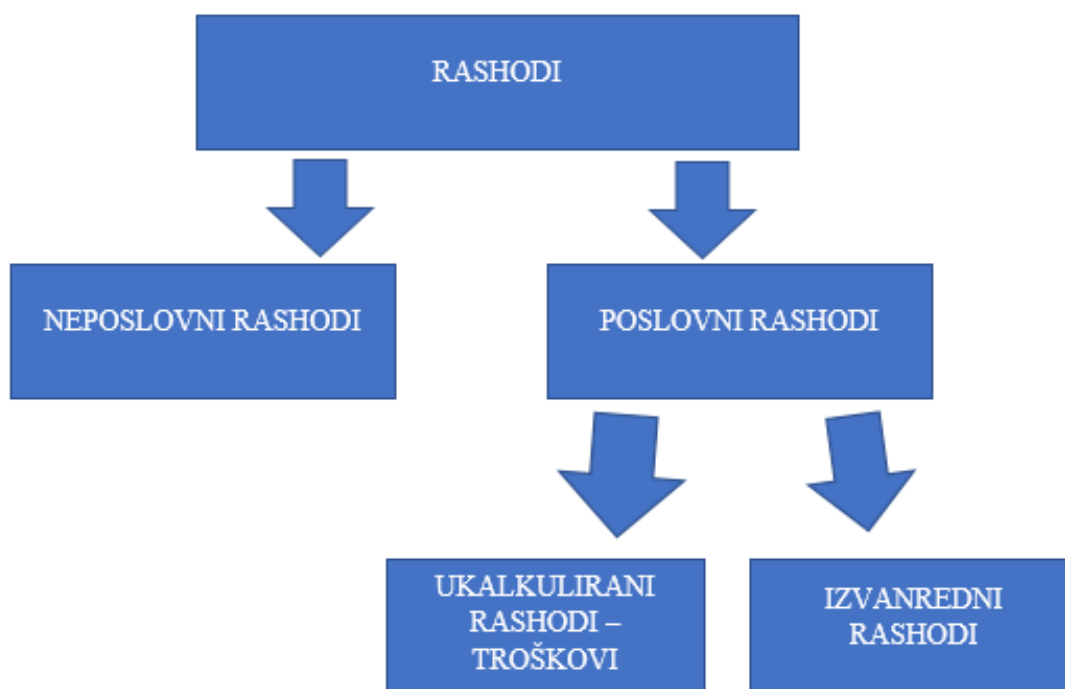 RASHODI
NEPOSLOVNI RASHODI
POSLOVNI RASHODI
UKALKULIRANI
RASHODI –
TROŠKOVI
IZVANREDNI
RASHODI